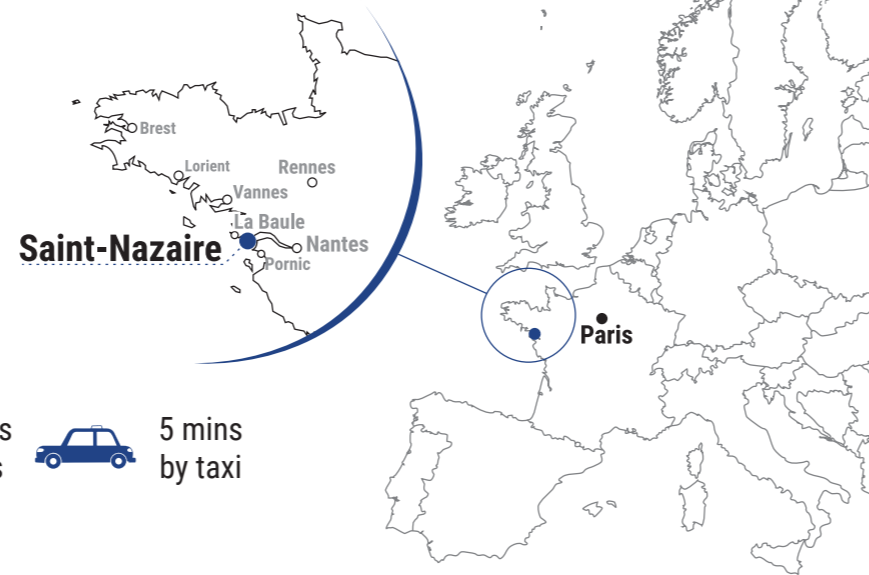 Brest
Lorient
Rennes
Vannes
La Baule
Saint-Nazaire
Nantes
Pornic
Paris
5 mins
by taxi